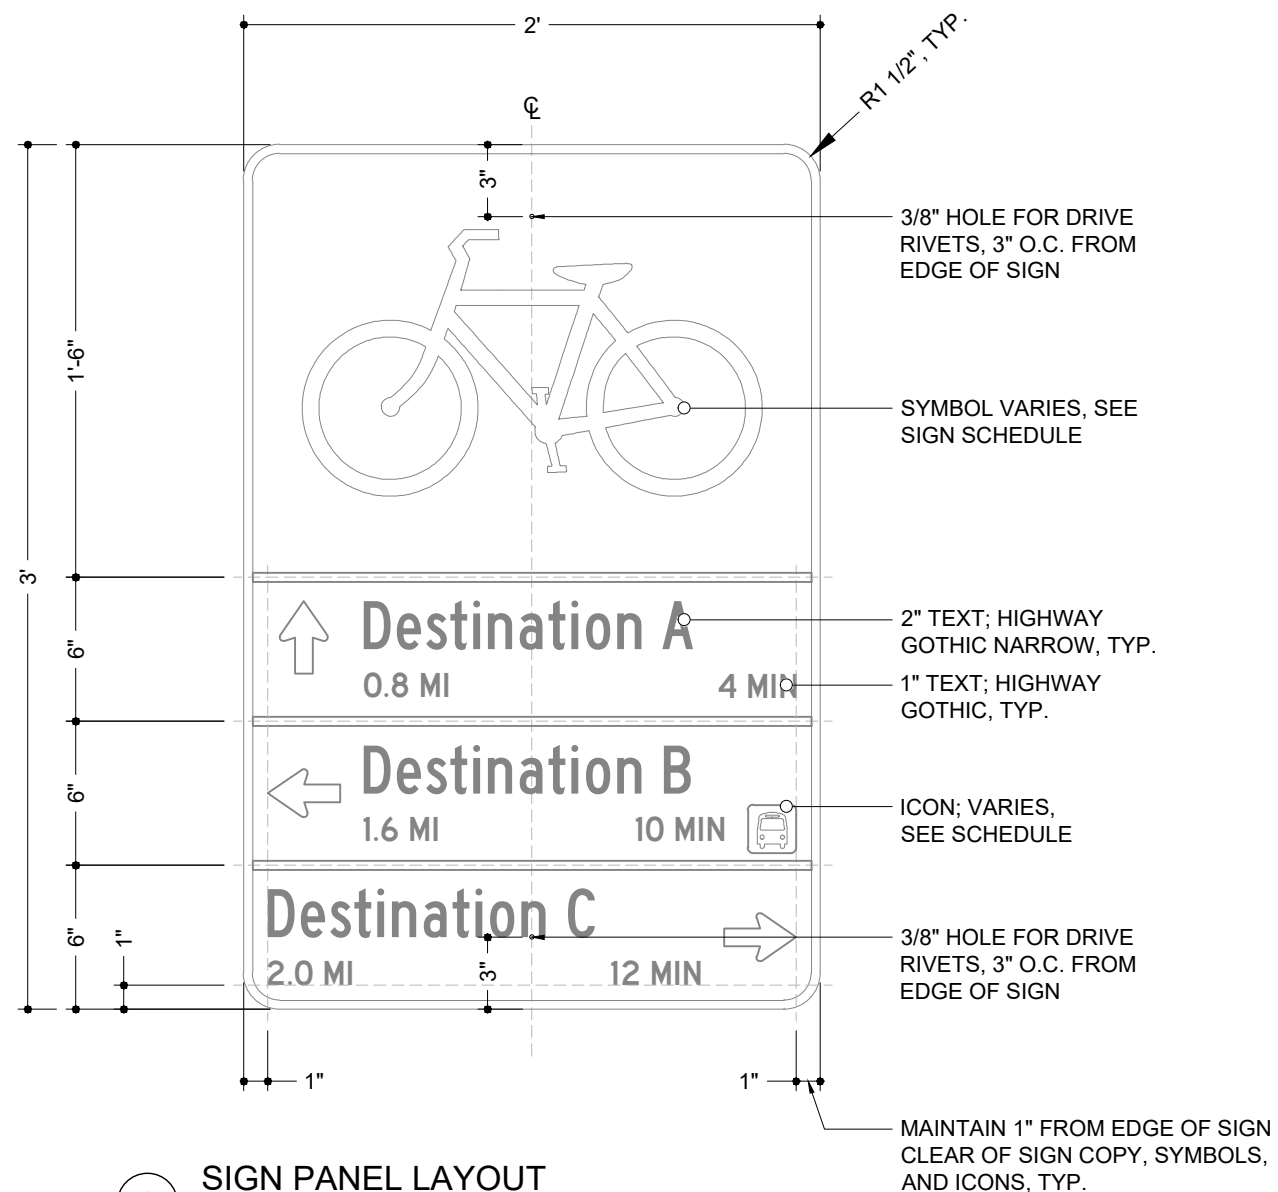 2'
R1 1/2", TYP.
℄
3"
3/8" HOLE FOR DRIVE
RIVETS, 3" O.C. FROM
EDGE OF SIGN
1'-6"
SYMBOL VARIES, SEE
SIGN SCHEDULE
3'
6"
Destination A
0.8 MI 4 MIN
2" TEXT; HIGHWAY
GOTHIC NARROW, TYP.
1" TEXT; HIGHWAY
GOTHIC, TYP.
6"
Destination B
1.6 MI 10 MIN
ICON; VARIES,
SEE SCHEDULE
6"
1"
Destination C
2.0 MI 12 MIN
3"
3/8" HOLE FOR DRIVE
RIVETS, 3" O.C. FROM
EDGE OF SIGN
1" 1"
MAINTAIN 1" FROM EDGE OF SIGN
CLEAR OF SIGN COPY, SYMBOLS,
AND ICONS, TYP.
SIGN PANEL LAYOUT